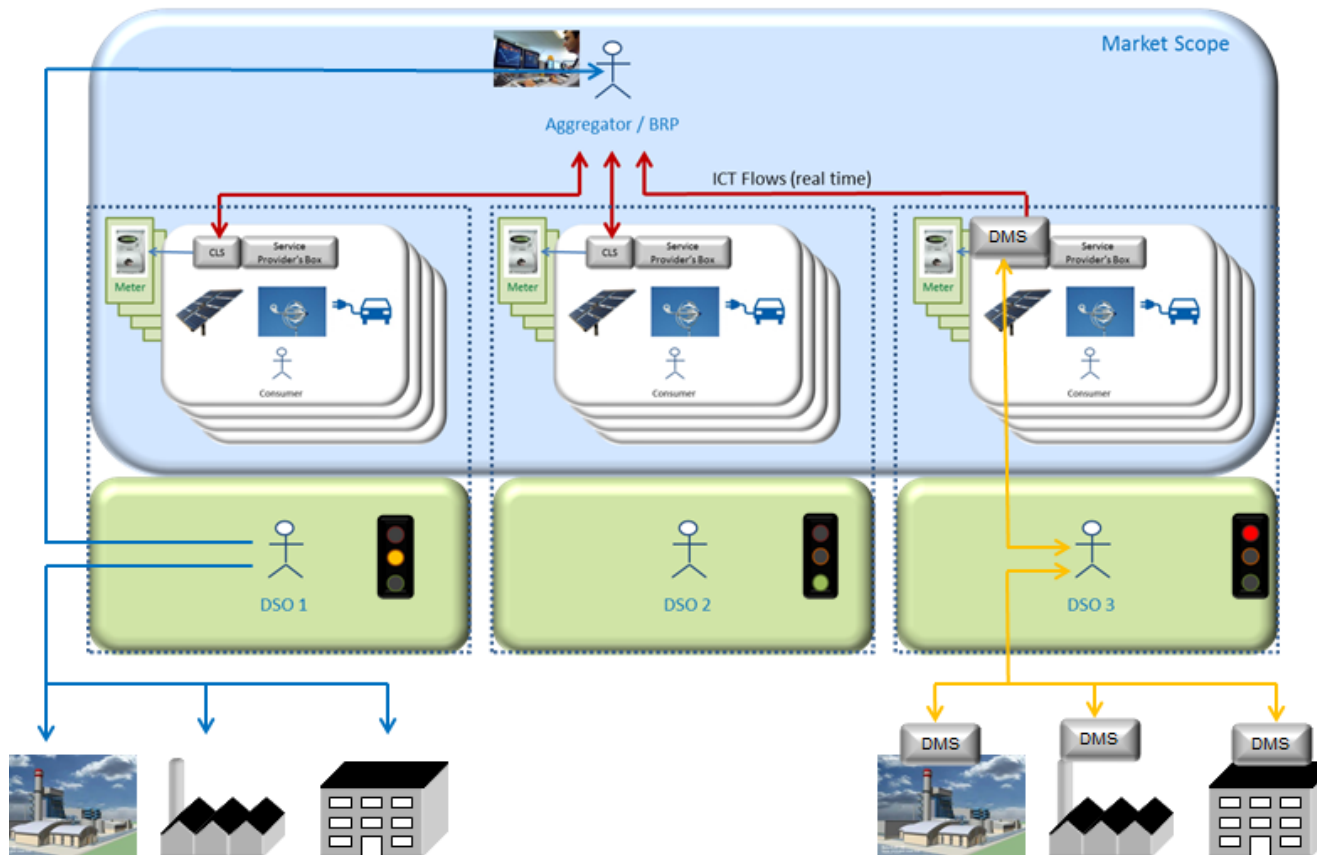 Market Scope
Aggregator / BRP
ICT Flows (real time)
CLS
Service
Provider's Box
Meter
Consumer
CLS
Service
Provider's Box
Meter
Consumer
DMS
Service
Provider's Box
Meter
Consumer
DSO 1
DSO 2
DSO 3
DMS
DMS
DMS